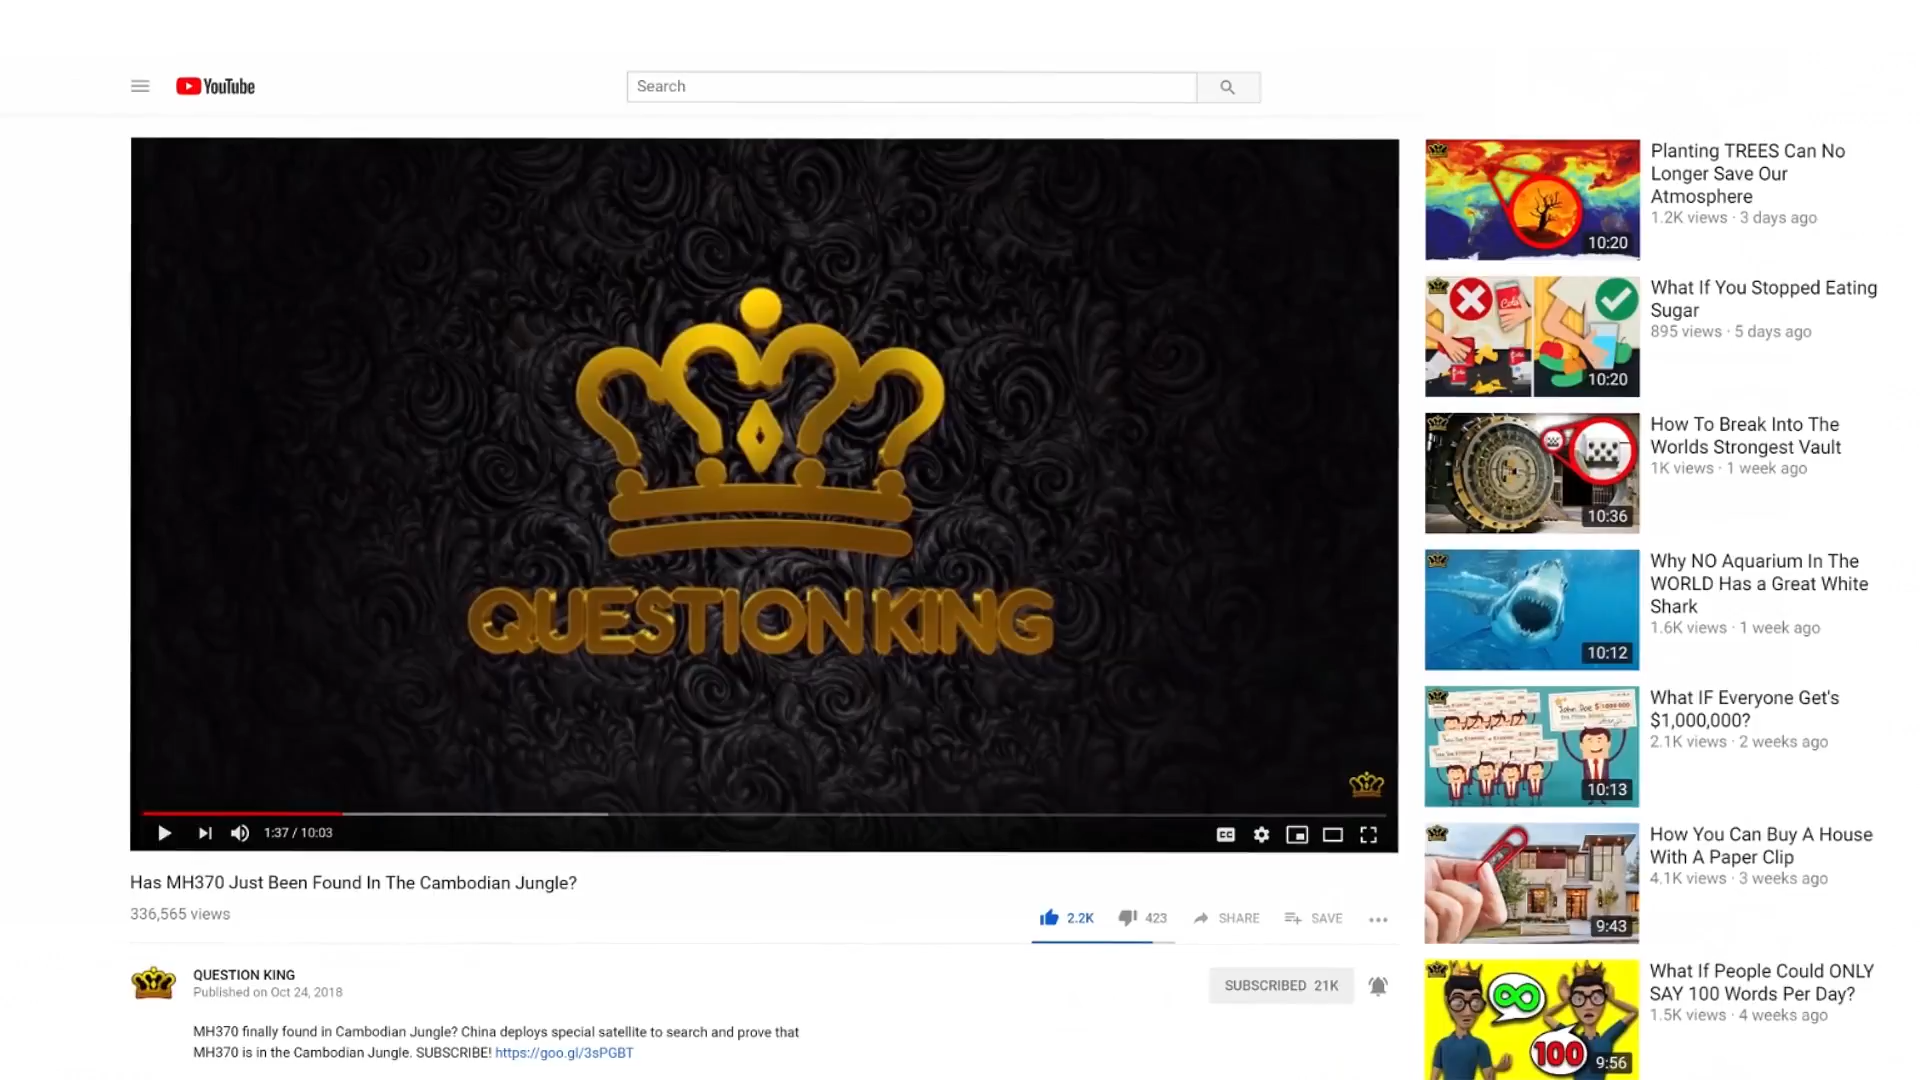 YouTube
Search
QUESTION KING
1:37 / 10:03
CC
Has MH370 Just Been Found In The Cambodian Jungle?
336,565 views
2.2K
423
SHARE
SAVE
QUESTION KING
Published on Oct 24, 2018
SUBSCRIBED 21K
MH370 finally found in Cambodian Jungle? China deploys special satellite to search and prove that
MH370 is in the Cambodian Jungle. SUBSCRIBE! https://goo.gl/3sPGBT
10:20
Planting TREES Can No
Longer Save Our
Atmosphere
1.2K views · 3 days ago
10:20
What If You Stopped Eating
Sugar
895 views · 5 days ago
10:36
How To Break Into The
Worlds Strongest Vault
1K views · 1 week ago
10:12
Why NO Aquarium In The
WORLD Has a Great White
Shark
1.6K views · 1 week ago
John Doe $1000000
10:13
What IF Everyone Get's
$1,000,000?
2.1K views · 2 weeks ago
9:43
How You Can Buy A House
With A Paper Clip
4.1K views · 3 weeks ago
100
9:56
What If People Could ONLY
SAY 100 Words Per Day?
1.5K views · 4 weeks ago